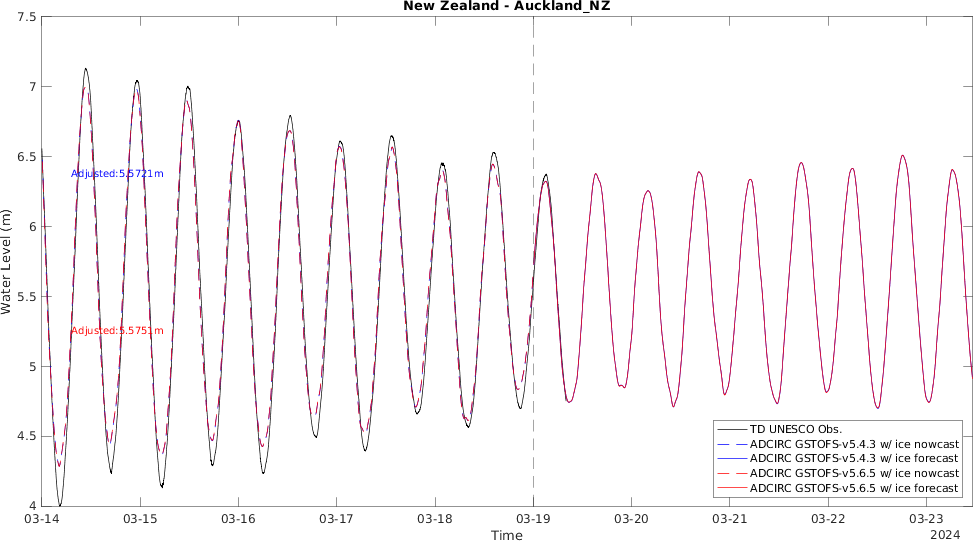 New Zealand - Auckland_NZ
7.5
7
6.5
6
5.5
5
4.5
4
Water Level (m)
Adjusted:5.5721m
Adjusted:5.5751m
TD UNESCO Obs.
ADCIRC GSTOFS-v5.4.3 w/ ice nowcast
ADCIRC GSTOFS-v5.4.3 w/ ice forecast
ADCIRC GSTOFS-v5.6.5 w/ ice nowcast
ADCIRC GSTOFS-v5.6.5 w/ ice forecast
03-14 03-15 03-16 03-17 03-18 03-19 03-20 03-21 03-22 03-23
Time
2024